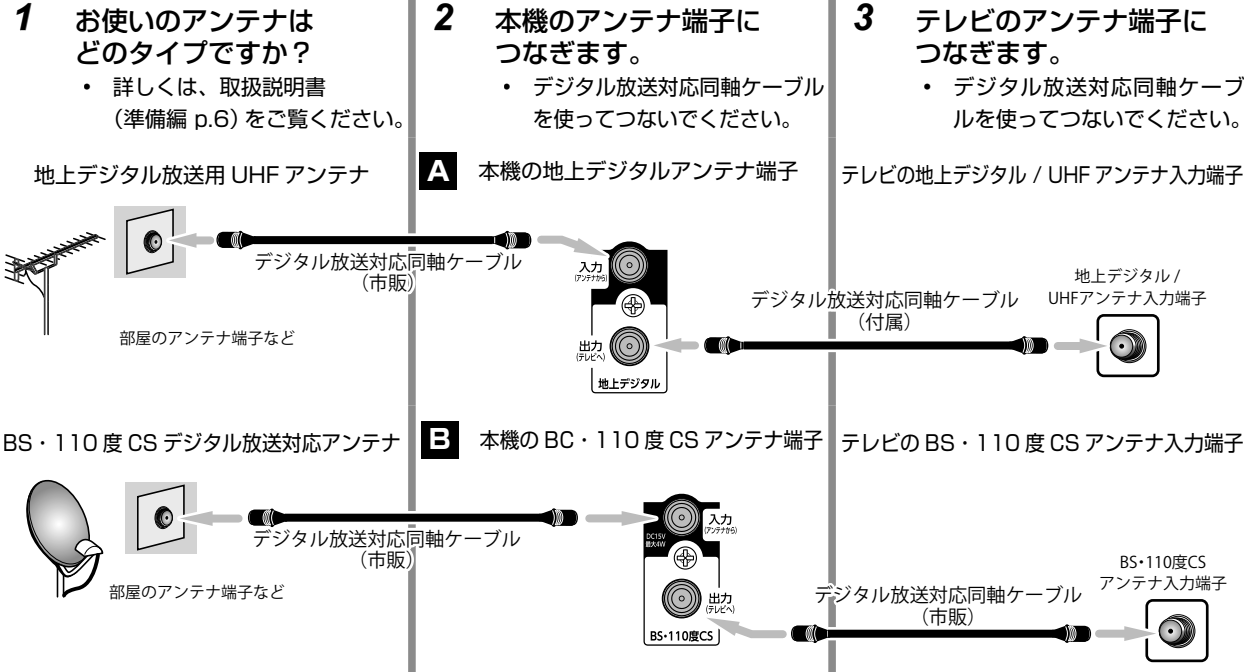 1 お使いのアンテナは
どのタイプですか？
• 詳しくは、取扱説明書
（準備編 p.6）をご覧ください。
地上デジタル放送用 UHF アンテナ
デジタル放送対応同軸ケーブル
（市販）
部屋のアンテナ端子など
BS・110 度 CS デジタル放送対応アンテナ
デジタル放送対応同軸ケーブル
（市販）
部屋のアンテナ端子など
2 本機のアンテナ端子に
つなぎます。
• デジタル放送対応同軸ケーブル
を使ってつないでください。
A 本機の地上デジタルアンテナ端子
入力
(アンテナから)
出力
(テレビへ)
地上デジタル
B 本機の BC・110 度 CS アンテナ端子
入力
(アンテナから)
DC15V
最大4W
出力
(テレビへ)
BS・110度CS
3 テレビのアンテナ端子に
つなぎます。
• デジタル放送対応同軸ケーブ
ルを使ってつないでください。
テレビの地上デジタル / UHF アンテナ入力端子
地上デジタル /
UHFアンテナ入力端子
デジタル放送対応同軸ケーブル
（付属）
テレビの BS・110 度 CS アンテナ入力端子
BS・110度CS
アンテナ入力端子
デジタル放送対応同軸ケーブル
（市販）